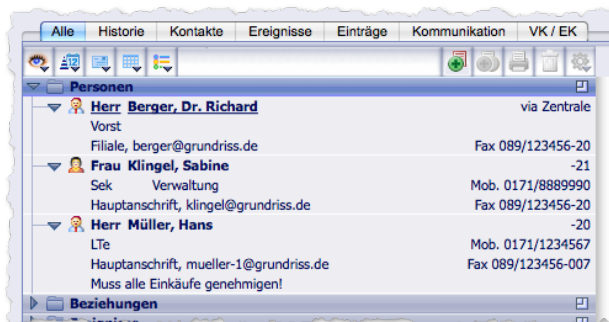 Alle Historie Kontakte Ereignisse Einträge Kommunikation VK / EK
12
Personen
Herr Berger, Dr. Richard via Zentrale
Vorst
Filiale, berger@grundriss.de Fax 089/123456-20
Frau Klingel, Sabine -21
Sek Verwaltung Mob. 0171/8889990
Hauptanschrift, klingel@grundriss.de Fax 089/123456-20
Herr Müller, Hans -20
LTe Mob. 0171/1234567
Hauptanschrift, mueller-1@grundriss.de Fax 089/123456-007
Muss alle Einkäufe genehmigen!
Beziehungen